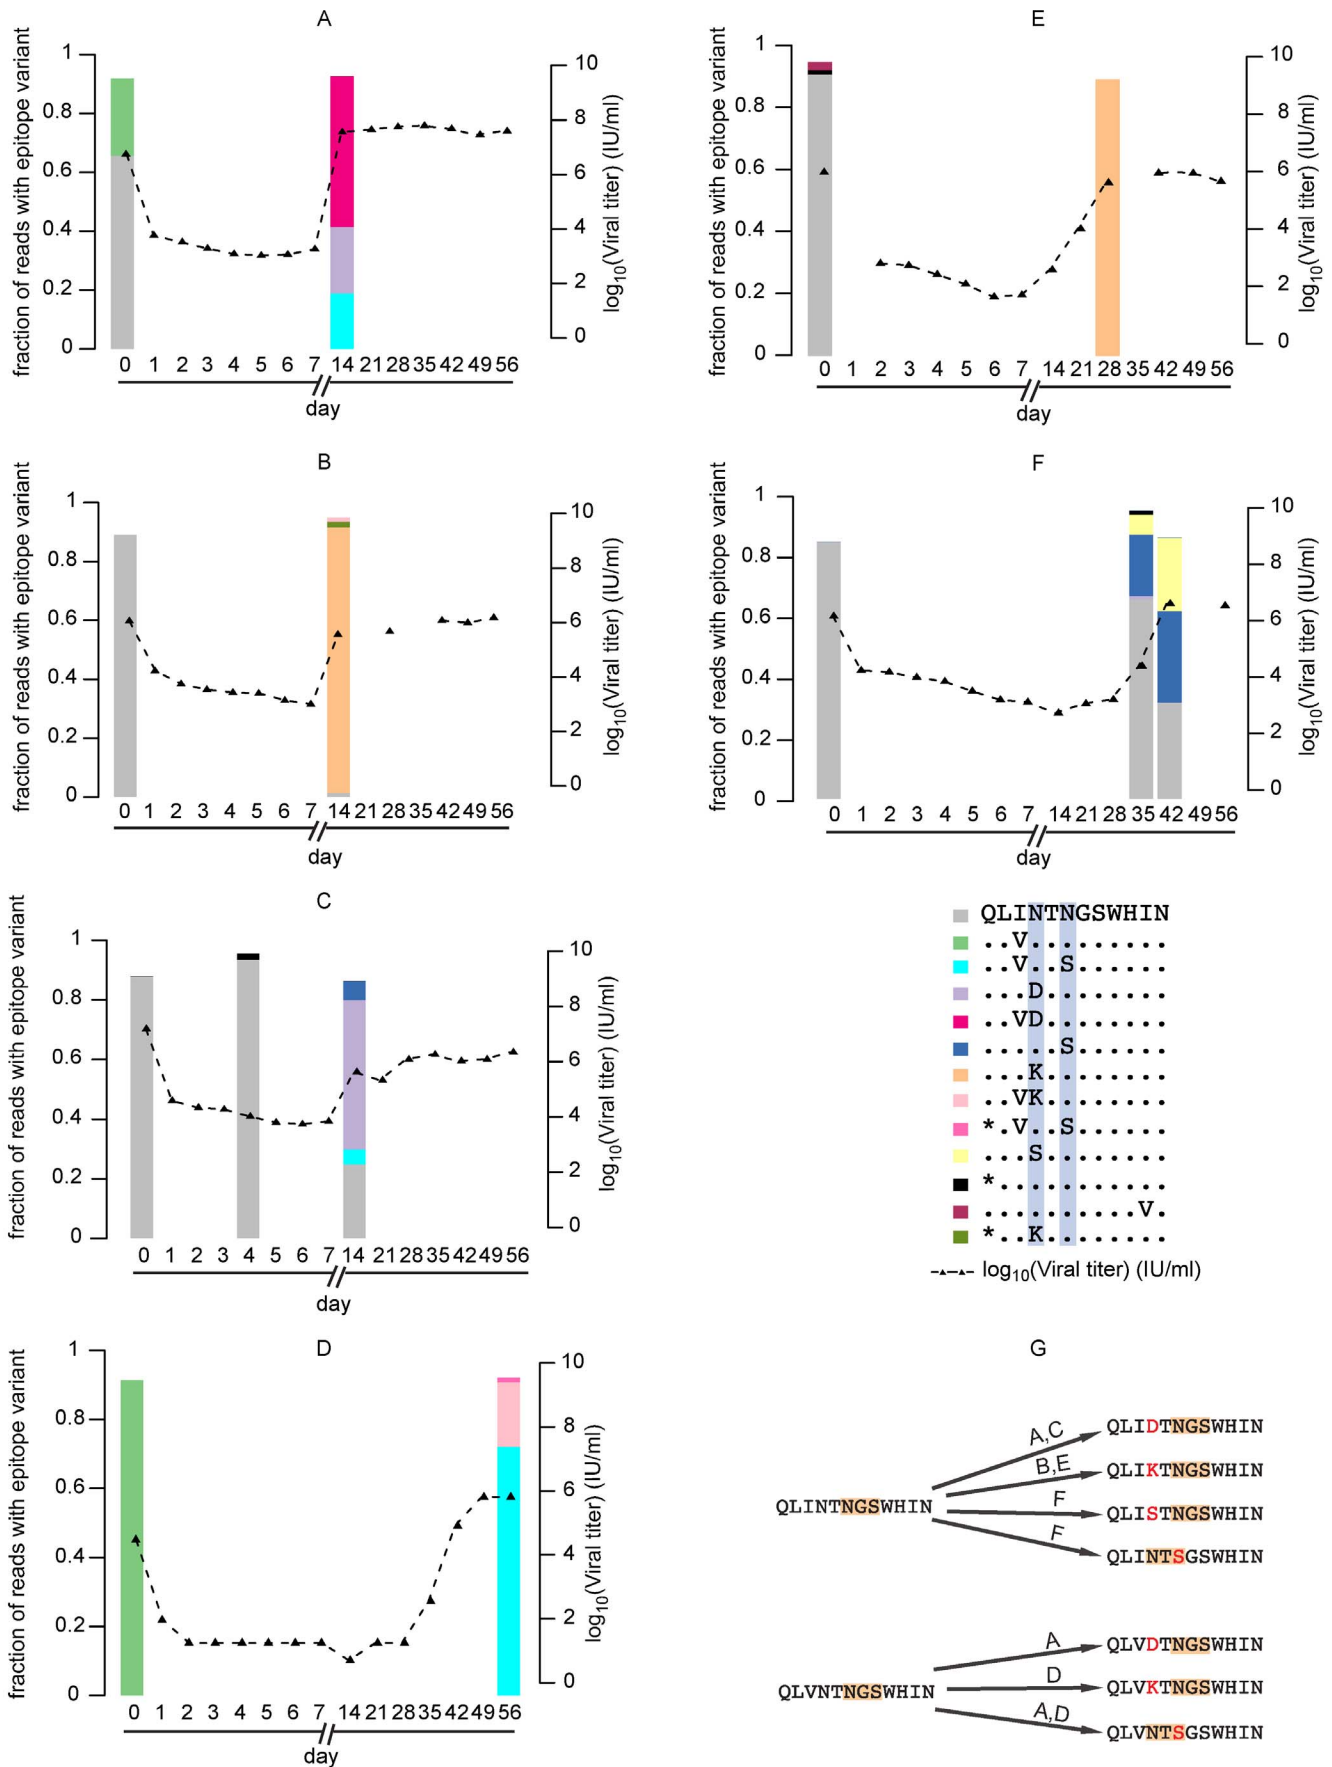 A
fraction of reads with epitope variant
1
0.8
0.6
0.4
0.2
0
10
8
6
4
2
0
log10(Viral titer) (IU/ml)
0 1 2 3 4 5 6 7 14 21 28 35 42 49 56
day
E
fraction of reads with epitope variant
1
0.8
0.6
0.4
0.2
0
10
8
6
4
2
0
log10(Viral titer) (IU/ml)
0 1 2 3 4 5 6 7 14 21 28 35 42 49 56
day
B
fraction of reads with epitope variant
1
0.8
0.6
0.4
0.2
0
10
8
6
4
2
0
log10(Viral titer) (IU/ml)
0 1 2 3 4 5 6 7 14 21 28 35 42 49 56
day
F
fraction of reads with epitope variant
1
0.8
0.6
0.4
0.2
0
10
8
6
4
2
0
log10(Viral titer) (IU/ml)
0 1 2 3 4 5 6 7 14 21 28 35 42 49 56
day
C
fraction of reads with epitope variant
1
0.8
0.6
0.4
0.2
0
10
8
6
4
2
0
log10(Viral titer) (IU/ml)
0 1 2 3 4 5 6 7 14 21 28 35 42 49 56
day
QLINTNGSWHIN
..V.........
..V..S......
...D........
..VD........
.....S......
...K........
..VK........
*.V..S......
...S........
*...........
..........V.
*..K........
log10(Viral titer) (IU/ml)
D
fraction of reads with epitope variant
1
0.8
0.6
0.4
0.2
0
10
8
6
4
2
0
log10(Viral titer) (IU/ml)
0 1 2 3 4 5 6 7 14 21 28 35 42 49 56
day
G
QLINTNGSWHIN
A,C
QLIDTNGSWHIN
B,E
QLIKTNGSWHIN
F
QLISTNGSWHIN
F
QLINTSGSWHIN
QLVNTNGSWHIN
A
QLVDTNGSWHIN
D
QLVKTNGSWHIN
A,D
QLVNTSGSWHIN